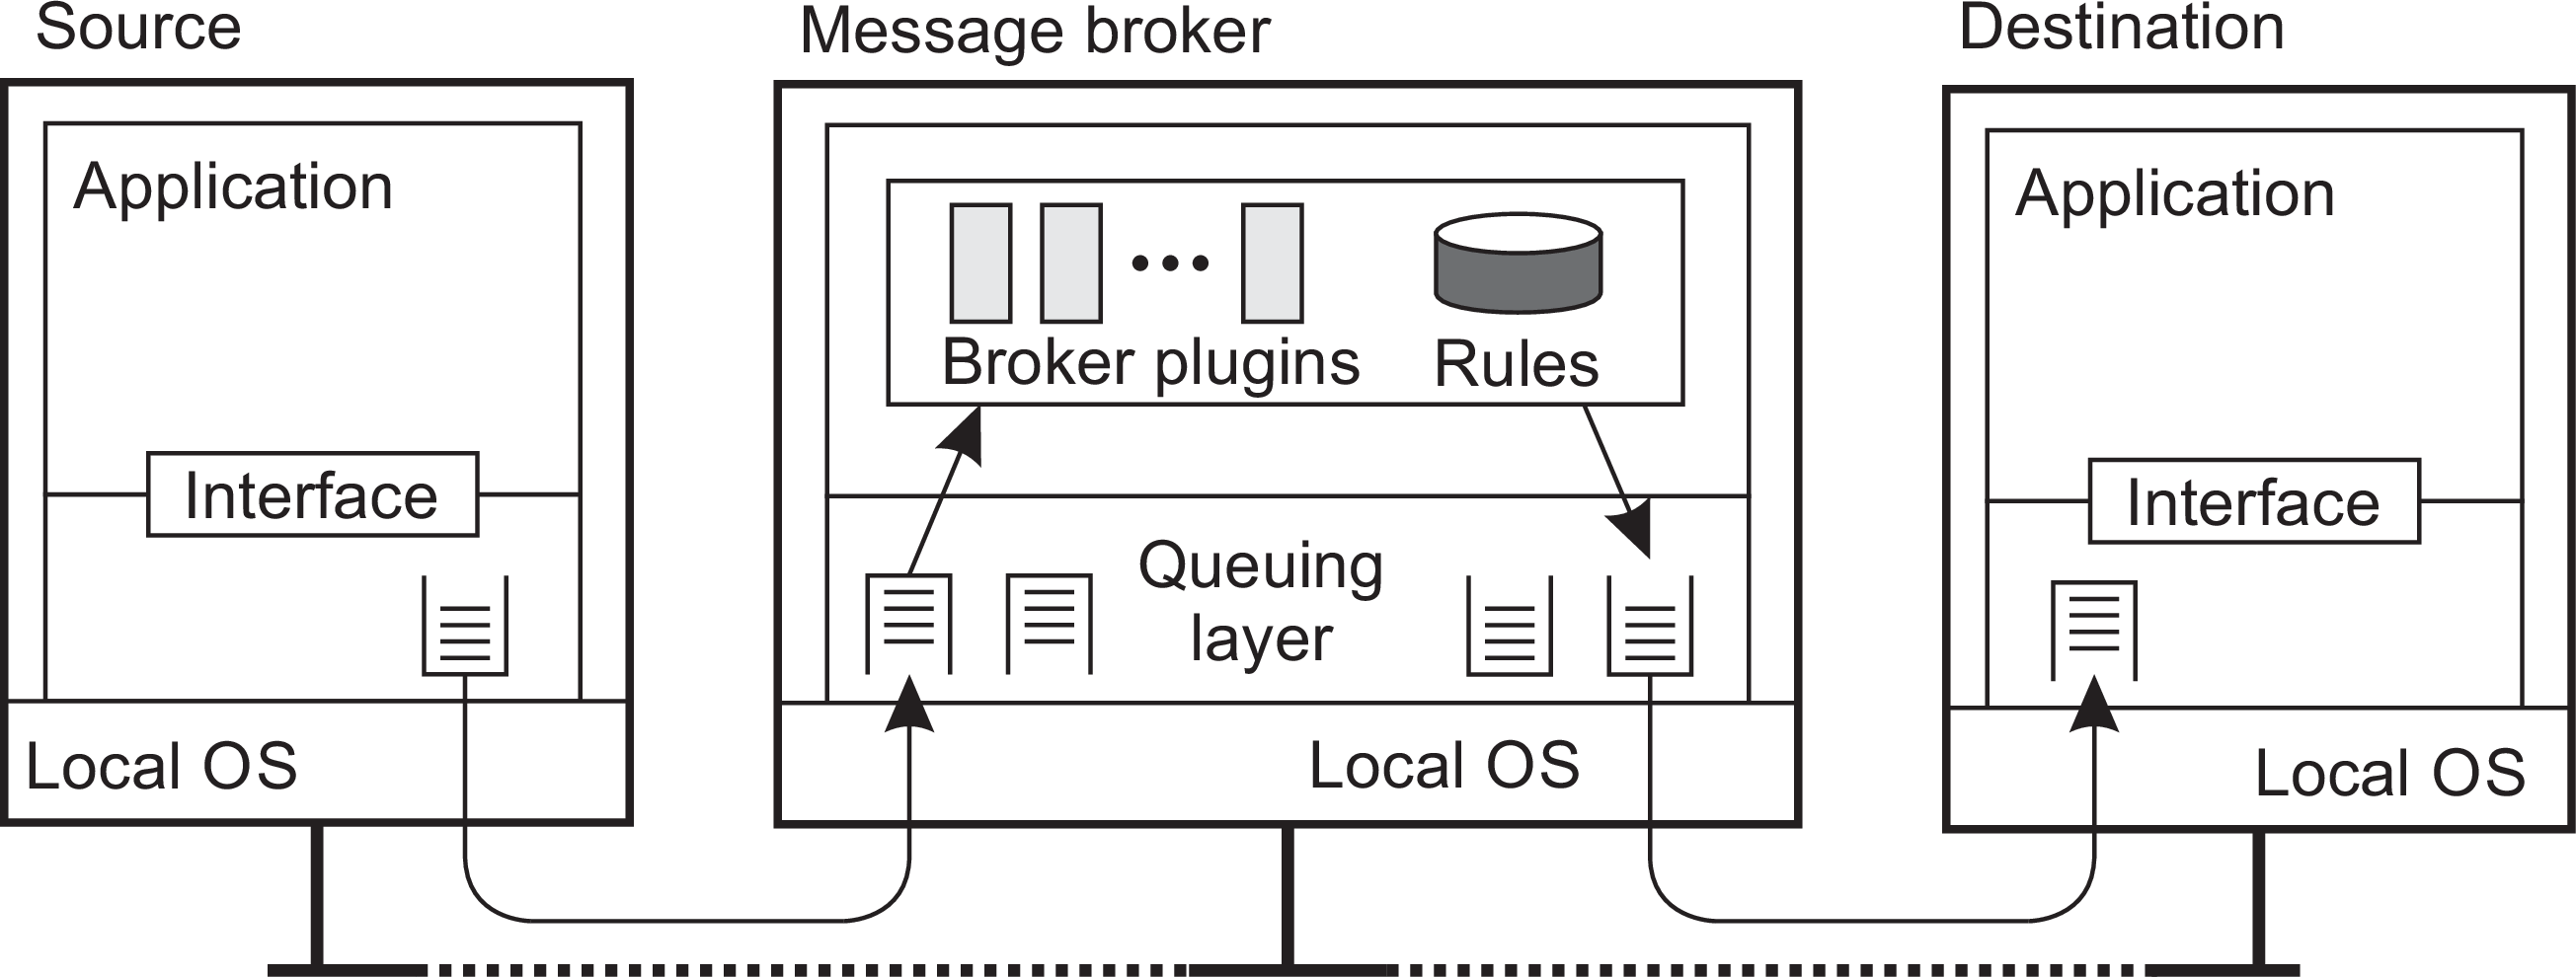 Source
Message broker
Destination
Application
Application
Broker plugins
Rules
Interface
Interface
Queuing
layer
Local OS
Local OS
Local OS